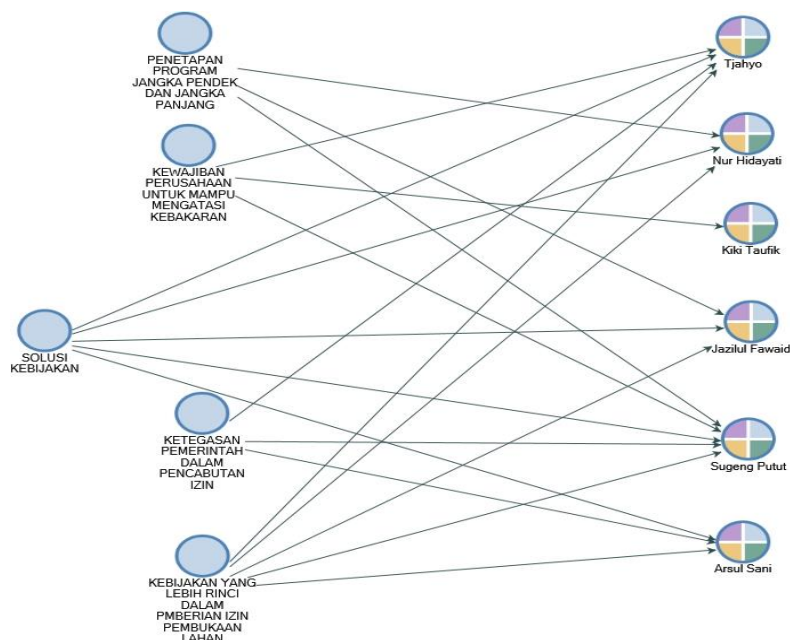 PENETAPAN
PROGRAM
JANGKA PENDEK
DAN JANGKA
PANJANG
KEWAJIBAN
PERUSAHAAN
UNTUK MAMPU
MENGATASI
KEBAKARAN
SOLUSI
KEBIJAKAN
KETEGASAN
PEMERINTAH
DALAM
PENCABUTAN
IZIN
KEBIJAKAN YANG
LEBIH RINCI
DALAM
PMBERIAN IZIN
PEMBUKAAN
LAHAN
Tjahyo
Nur Hidayati
Kiki Taufik
Jazilul Fawaid
Sugeng Putut
Arsul Sani